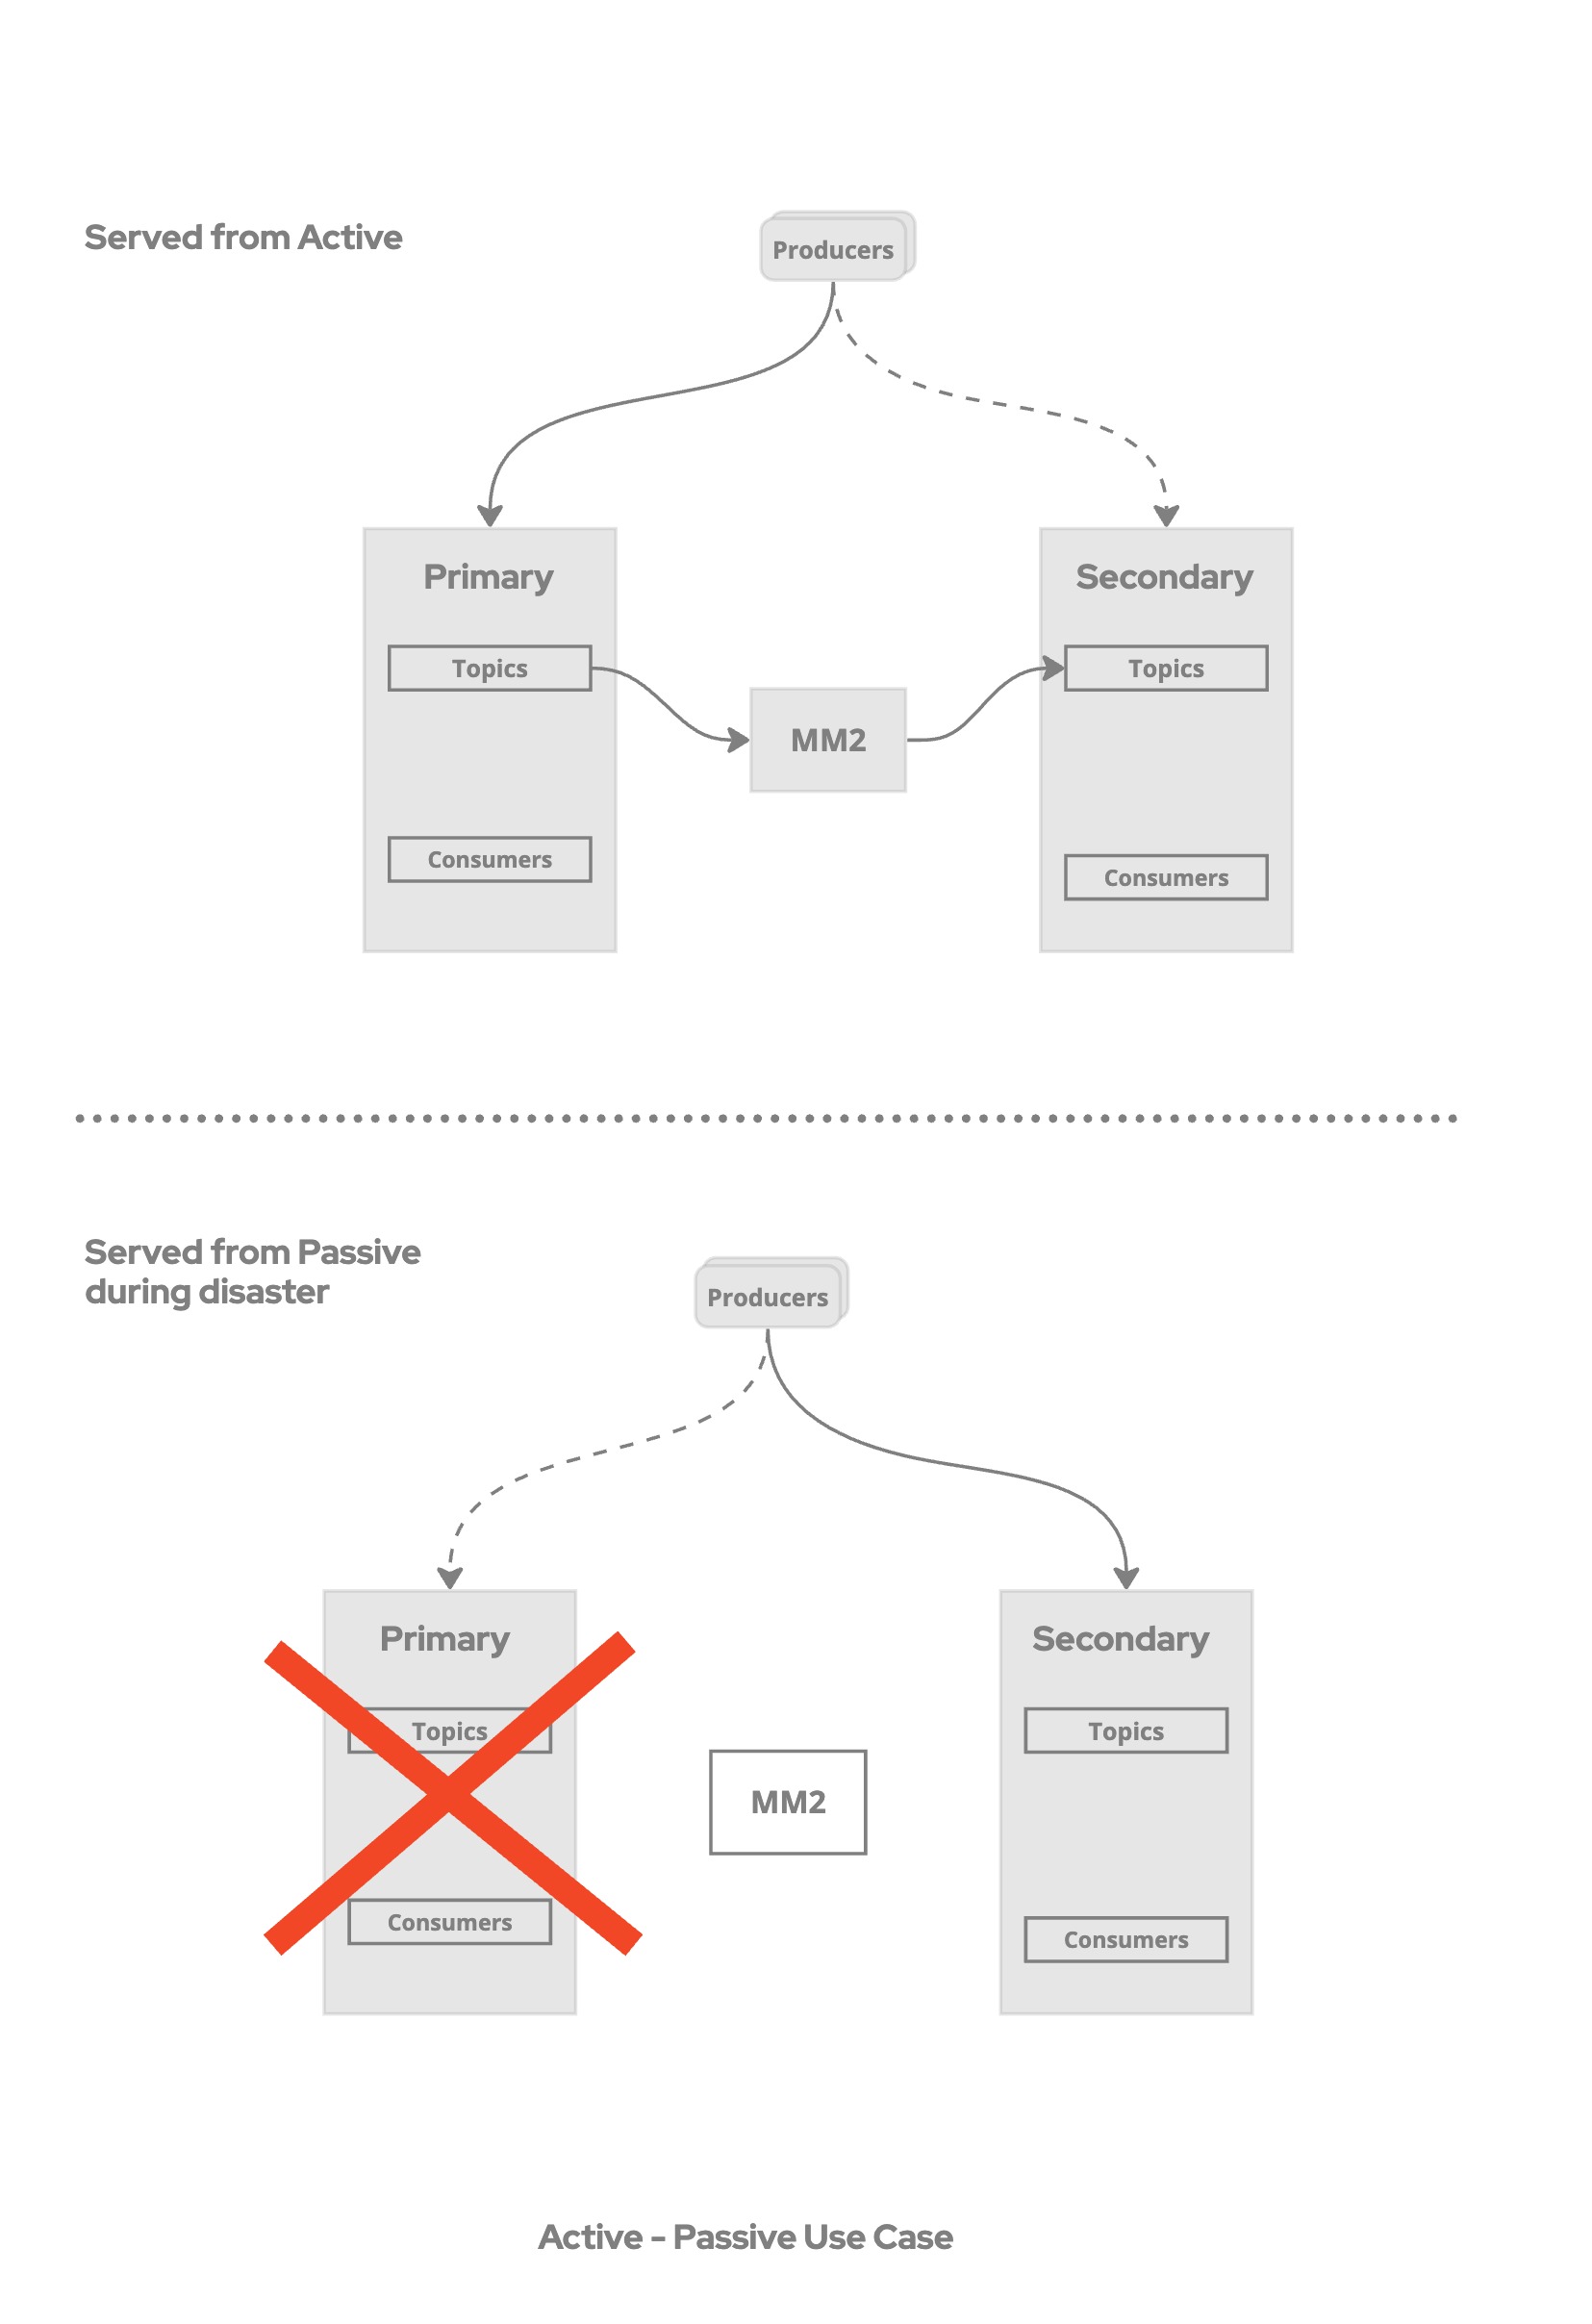 Served from Active
Producers
Primary
Secondary
Topics
Topics
MM2
Consumers
Consumers
Served from Passive
during disaster
Producers
Primary
Secondary
Topics
Topics
MM2
Consumers
Consumers
Active - Passive Use Case